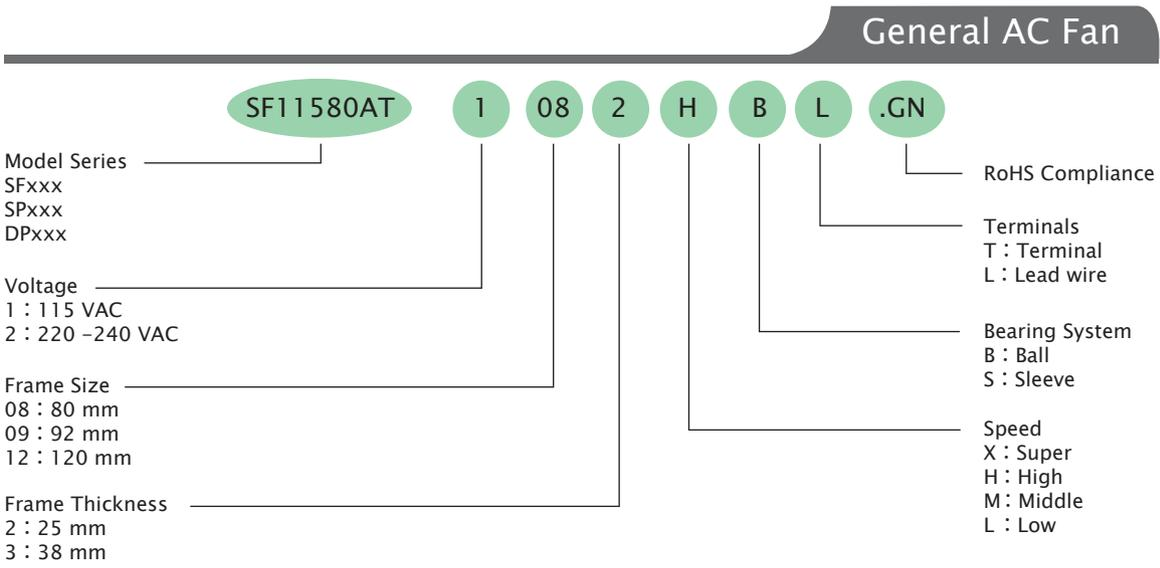 General AC Fan
SF11580AT 1 08 2 H B L .GN
Model Series
SFxxx
SPxxx
DPxxx
Voltage
1：115 VAC
2：220 –240 VAC
Frame Size
08：80 mm
09：92 mm
12：120 mm
Frame Thickness
2：25 mm
3：38 mm
RoHS Compliance
Terminals
T：Terminal
L：Lead wire
Bearing System
B：Ball
S：Sleeve
Speed
X：Super
H：High
M：Middle
L：Low